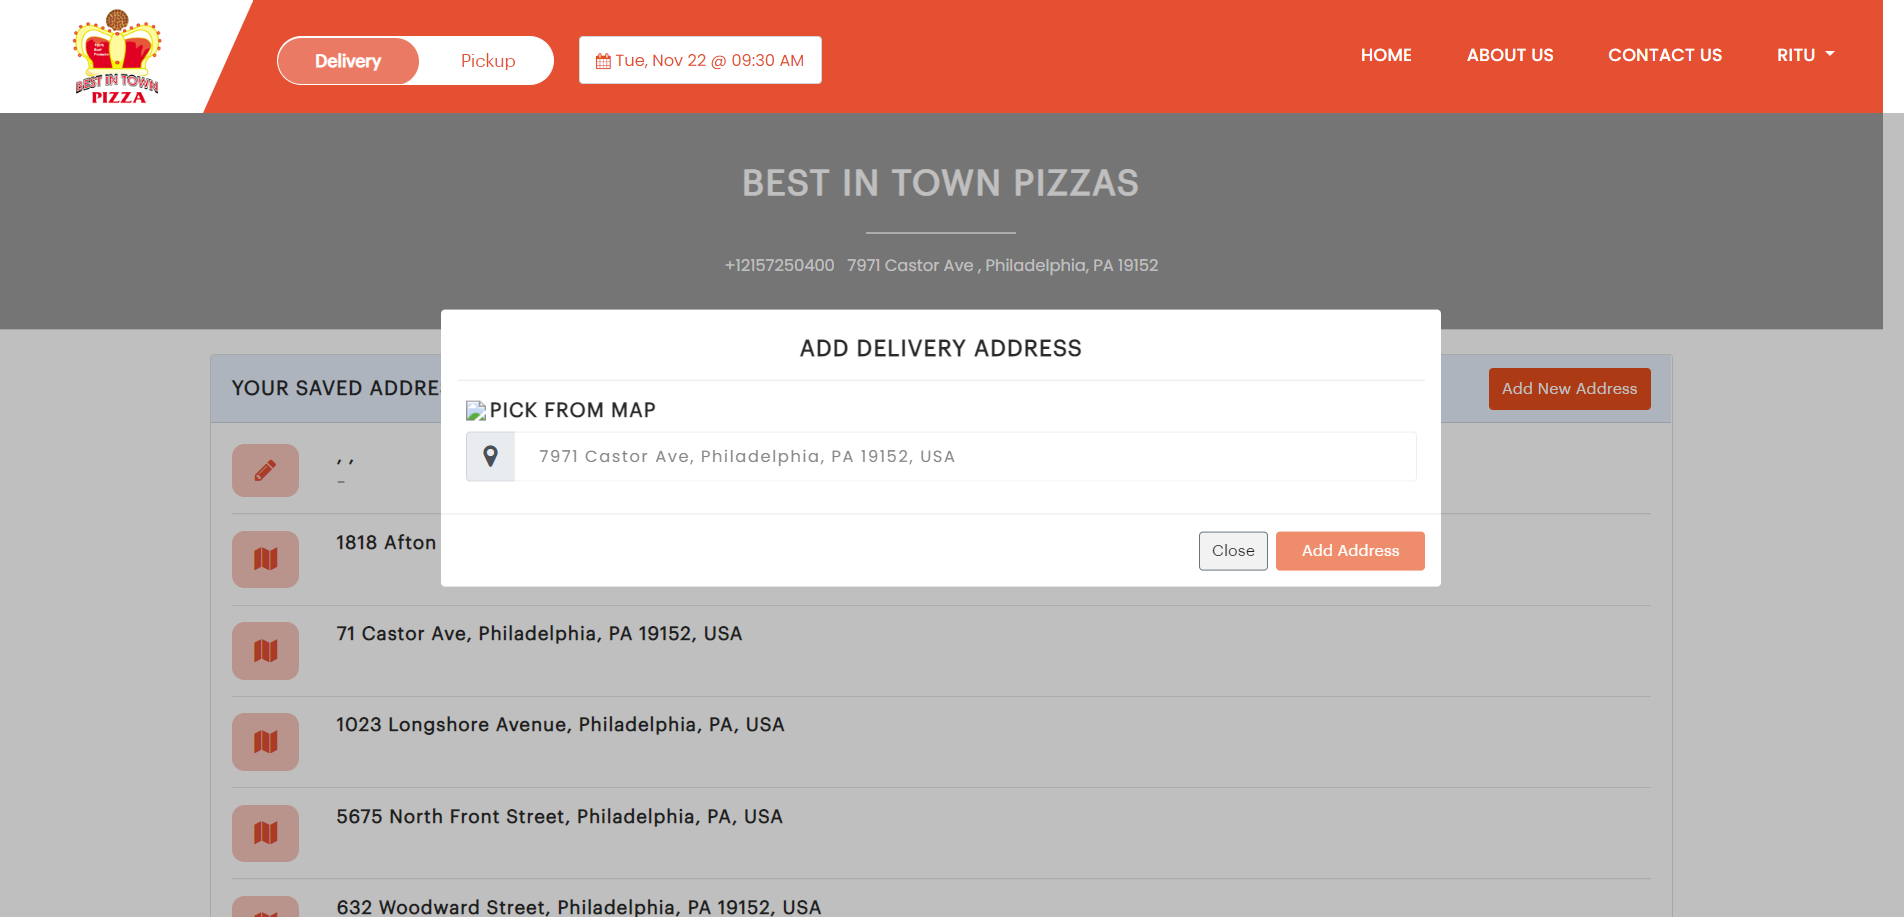 BEST IN TOWN
PIZZA
Delivery
Pickup
Tue, Nov 22 @ 09:30 AM
HOME
ABOUT US
CONTACT US
RITU
BEST IN TOWN PIZZAS
+12157250400 7971 Castor Ave , Philadelphia, PA 19152
ADD DELIVERY ADDRESS
PICK FROM MAP
7971 Castor Ave, Philadelphia, PA 19152, USA
Close
Add Address
YOUR SAVED ADDRE
Add New Address
, ,
-
1818 Afton
71 Castor Ave, Philadelphia, PA 19152, USA
1023 Longshore Avenue, Philadelphia, PA, USA
5675 North Front Street, Philadelphia, PA, USA
632 Woodward Street, Philadelphia, PA 19152, USA